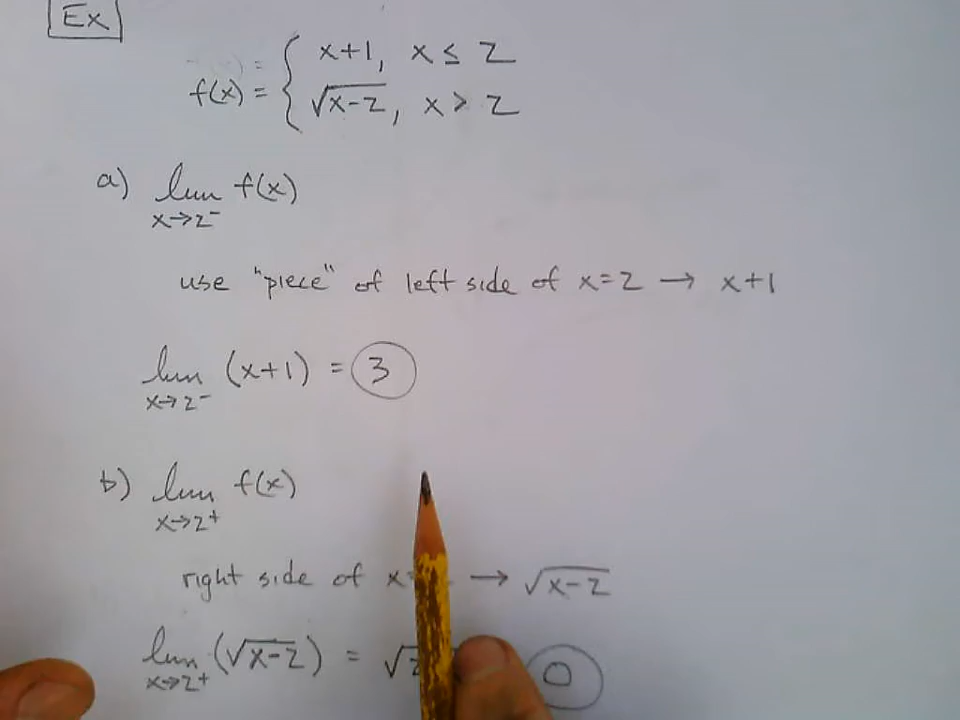 Ex
f(x) = { x+1, x ≤ 2
√x-2, x > 2
a) lim f(x)
x→2⁻
use "piece" of left side of x=2 → x+1
lim (x+1) = 3
x→2⁻
b) lim f(x)
x→2⁺
right side of x → √x-2
lim (√x-2) = √ 0
x→2⁺